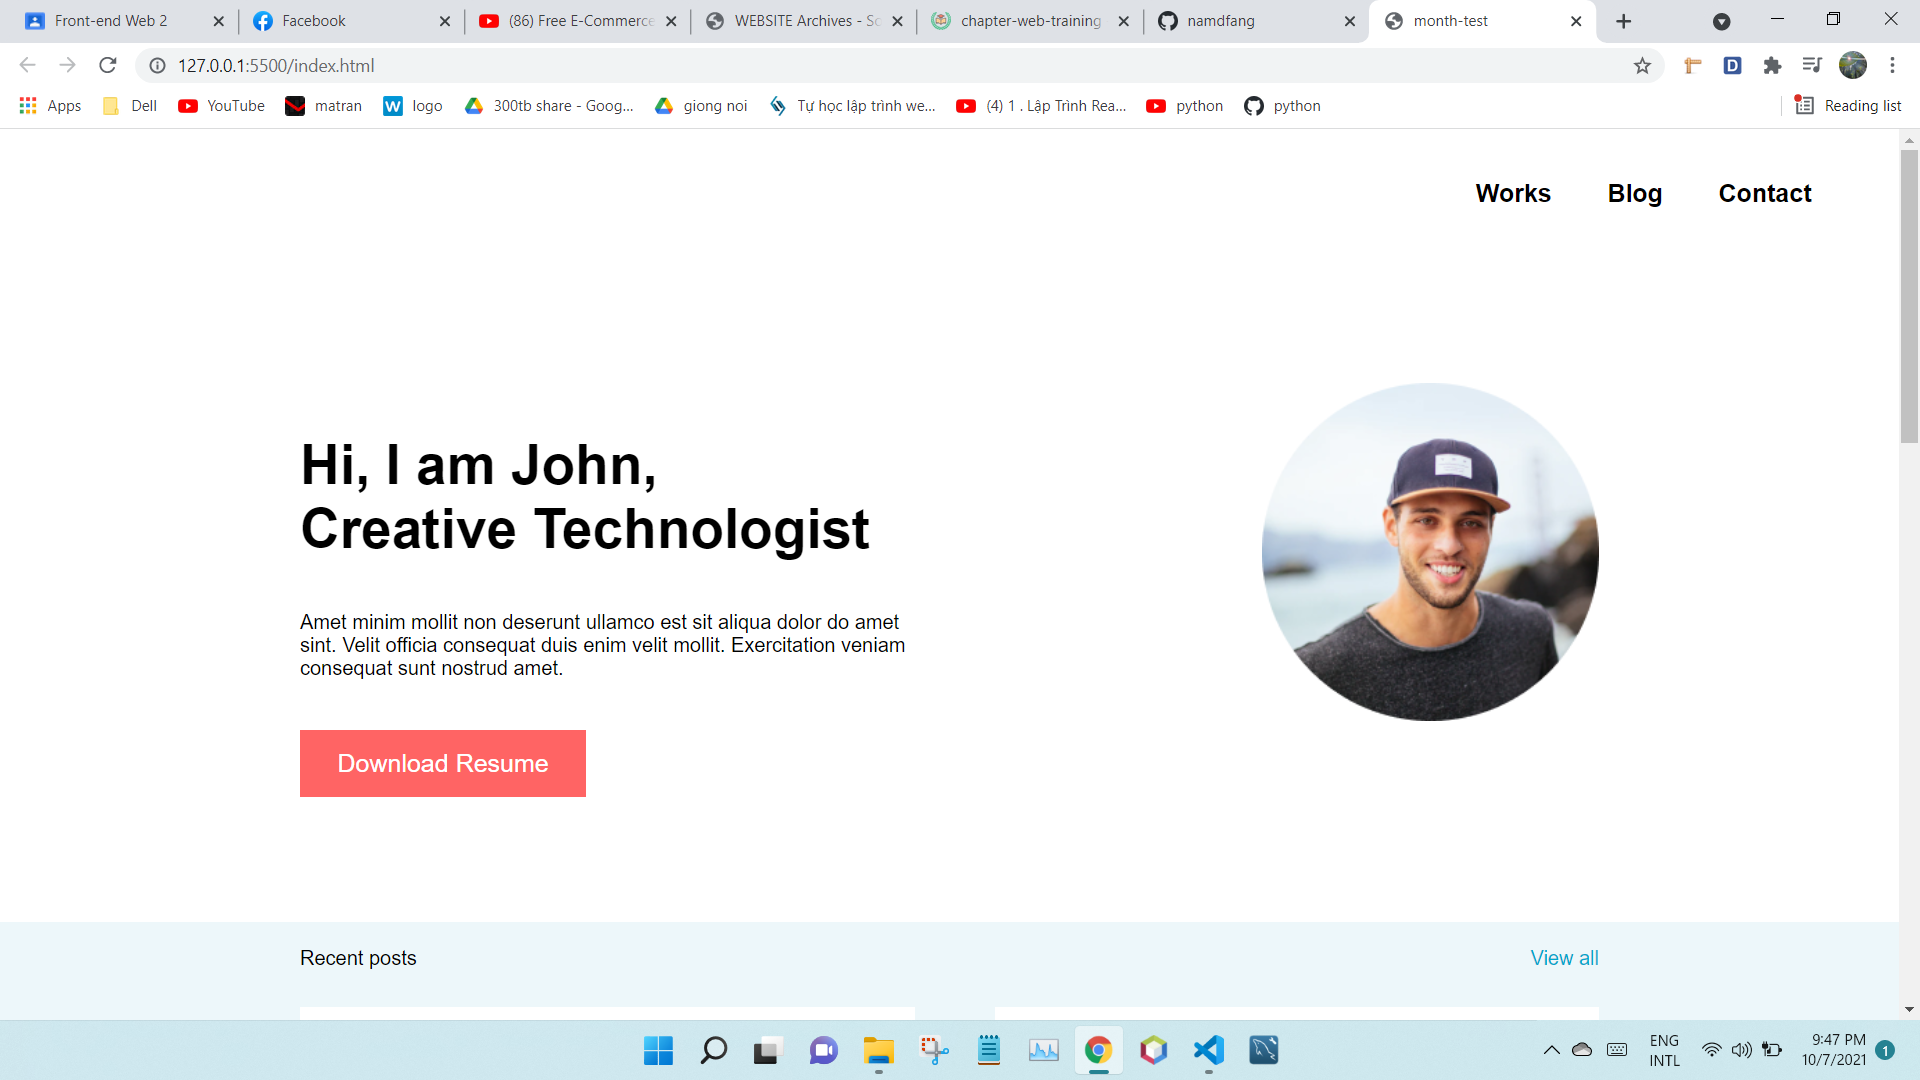 Front-end Web 2
Facebook
(86) Free E-Commerce
WEBSITE Archives - Sc
chapter-web-training
namdfang
month-test
127.0.0.1:5500/index.html
Apps
Dell
YouTube
matran
logo
300tb share - Goog...
giong noi
Tự học lập trình we...
(4) 1 . Lập Trình Rea...
python
python
Reading list
Works
Blog
Contact
Hi, I am John,
Creative Technologist
Amet minim mollit non deserunt ullamco est sit aliqua dolor do amet
sint. Velit officia consequat duis enim velit mollit. Exercitation veniam
consequat sunt nostrud amet.
Download Resume
Recent posts
View all
ENG
INTL
9:47 PM
10/7/2021
1